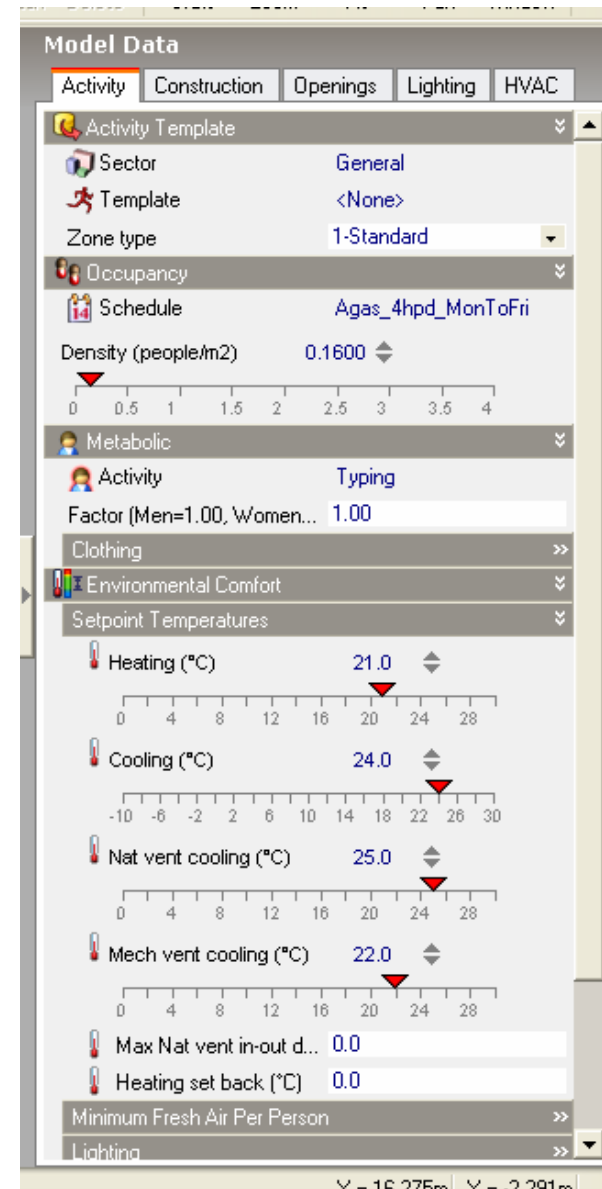 Model Data
Activity Construction Openings Lighting HVAC
Activity Template
Sector General
Template <None>
Zone type 1-Standard
Occupancy
14 Schedule Agas_4hpd_MonToFri
Density (people/m2) 0.1600
0 0.5 1 1.5 2 2.5 3 3.5 4
Metabolic
Activity Typing
Factor (Men=1.00, Women... 1.00
Clothing
Environmental Comfort
Setpoint Temperatures
Heating (°C) 21.0
0 4 8 12 16 20 24 28
Cooling (°C) 24.0
-10 -6 -2 2 6 10 14 18 22 26 30
Nat vent cooling (°C) 25.0
0 4 8 12 16 20 24 28
Mech vent cooling (°C) 22.0
0 4 8 12 16 20 24 28
Max Nat vent in-out d... 0.0
Heating set back (°C) 0.0
Minimum Fresh Air Per Person
Lighting